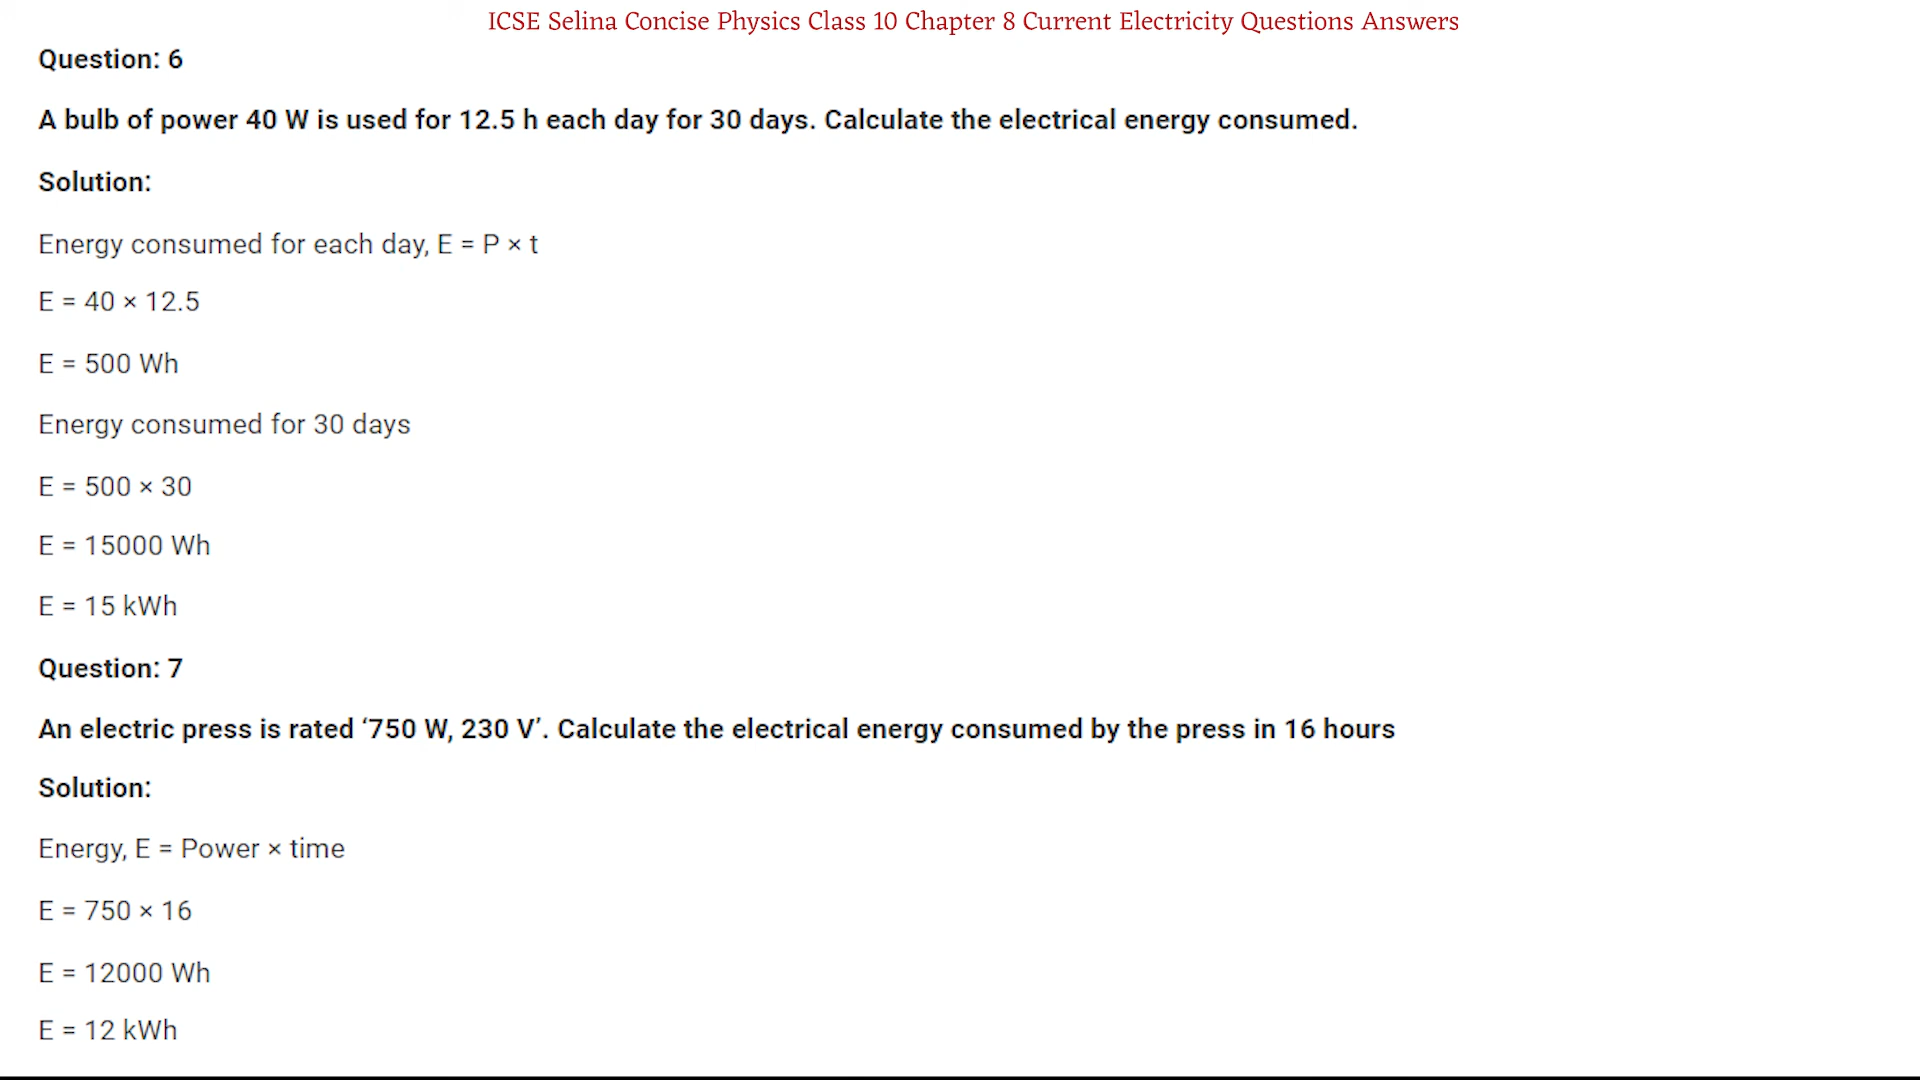 ICSE Selina Concise Physics Class 10 Chapter 8 Current Electricity Questions Answers
Question: 6
A bulb of power 40 W is used for 12.5 h each day for 30 days. Calculate the electrical energy consumed.
Solution:
Energy consumed for each day, E = P × t
E = 40 × 12.5
E = 500 Wh
Energy consumed for 30 days
E = 500 × 30
E = 15000 Wh
E = 15 kWh
Question: 7
An electric press is rated ‘750 W, 230 V’. Calculate the electrical energy consumed by the press in 16 hours
Solution:
Energy, E = Power × time
E = 750 × 16
E = 12000 Wh
E = 12 kWh